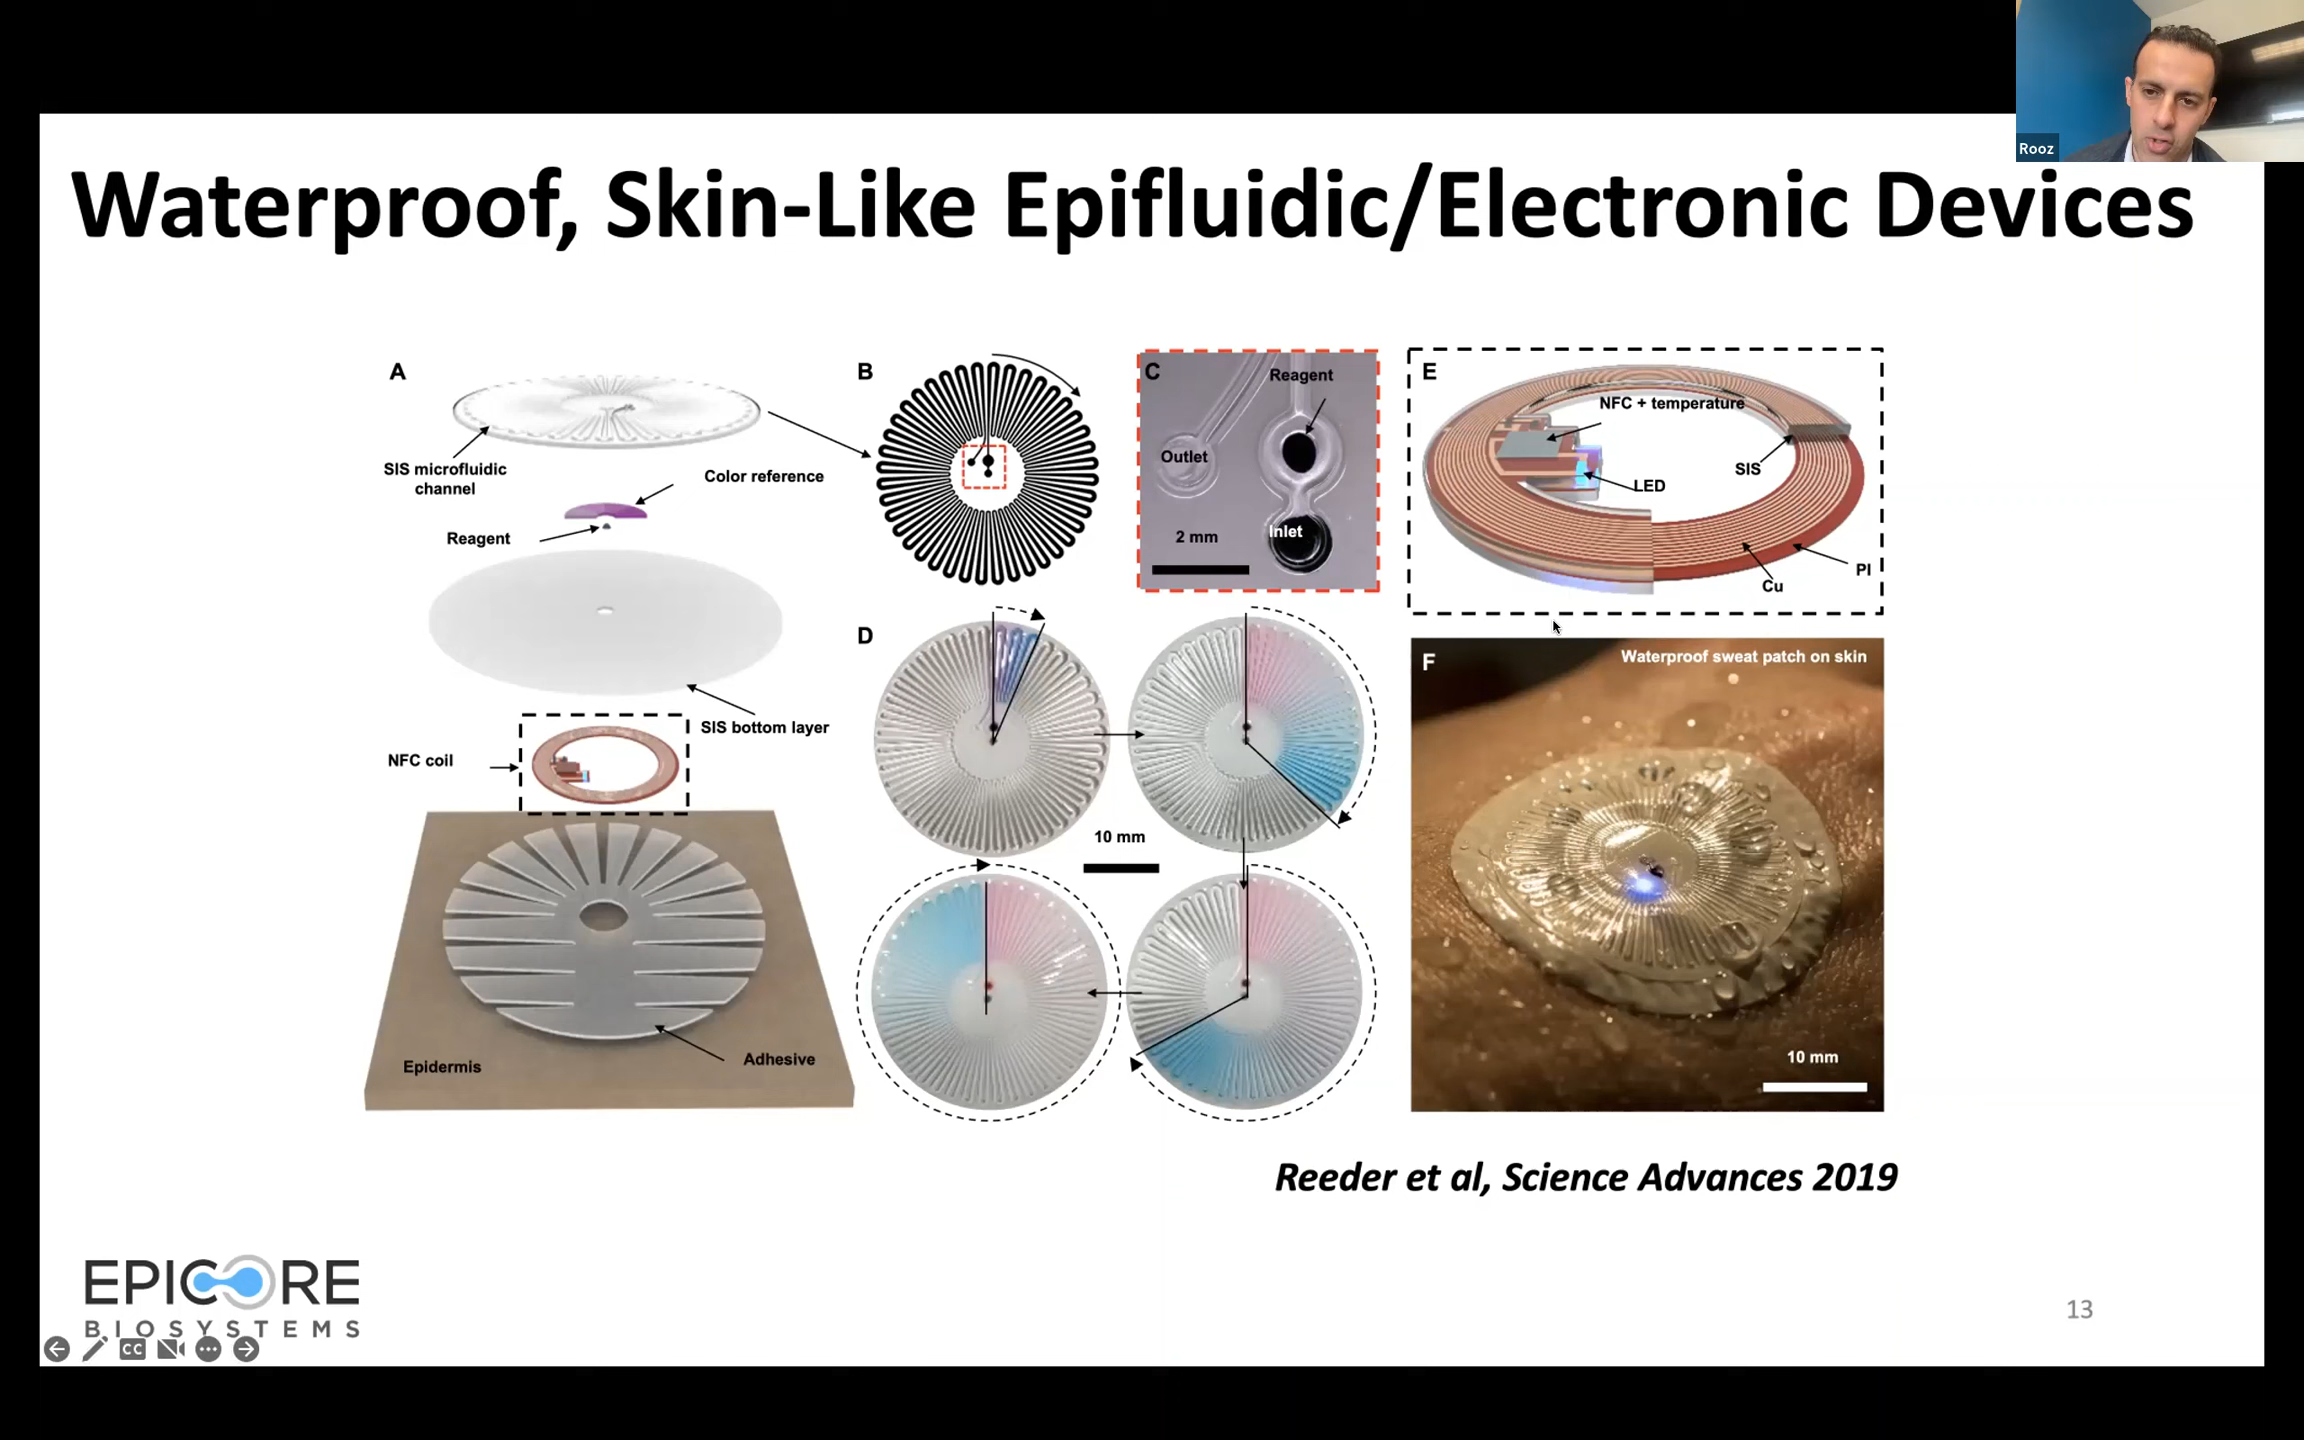 Rooz
Waterproof, Skin-Like Epifluidic/Electronic Devices
A
SIS microfluidic
channel
Color reference
Reagent
SIS bottom layer
NFC coil
Epidermis
Adhesive
B
C
Reagent
Outlet
Inlet
2 mm
D
10 mm
E
NFC + temperature
SIS
LED
PI
Cu
F
Waterproof sweat patch on skin
10 mm
Reeder et al, Science Advances 2019
EPICORE
BIOSYSTEMS
CC
13